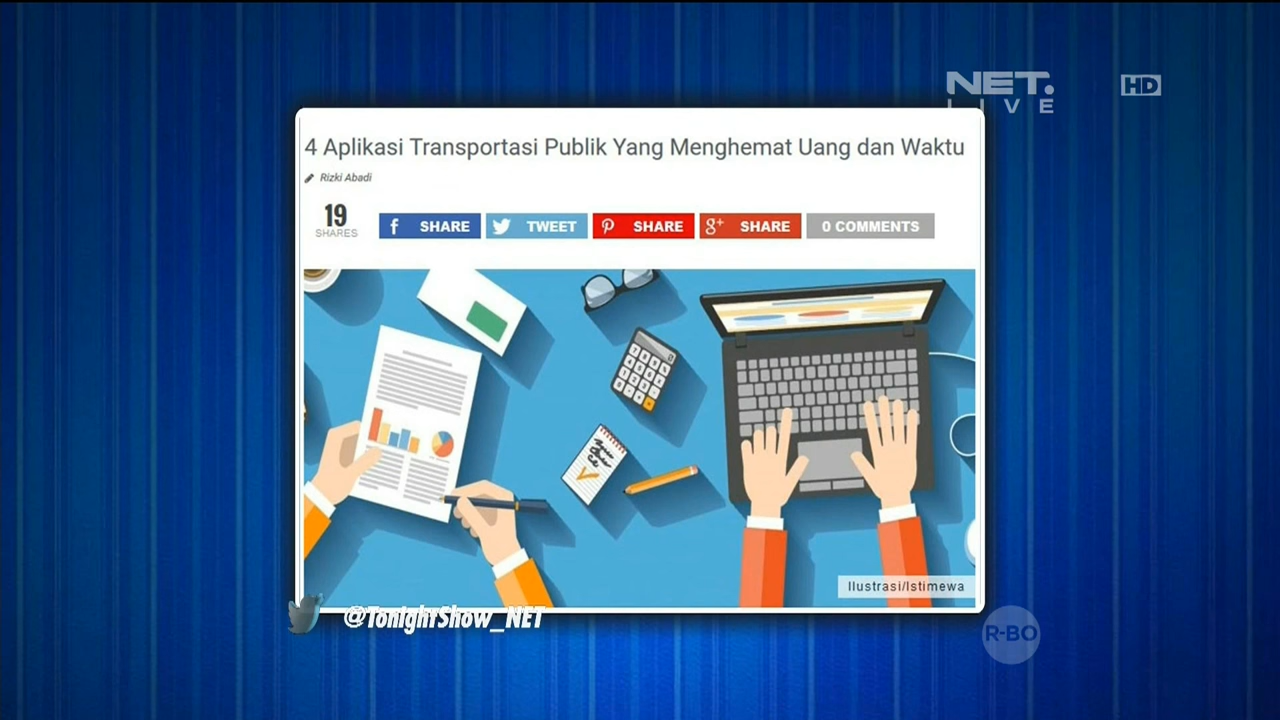 NET.
LIVE
HD
4 Aplikasi Transportasi Publik Yang Menghemat Uang dan Waktu
Rizki Abadi
19
SHARES
f SHARE
TWEET
SHARE
g+ SHARE
0 COMMENTS
Ilustrasi/Istimewa
@TonightShow_NET
R-BO